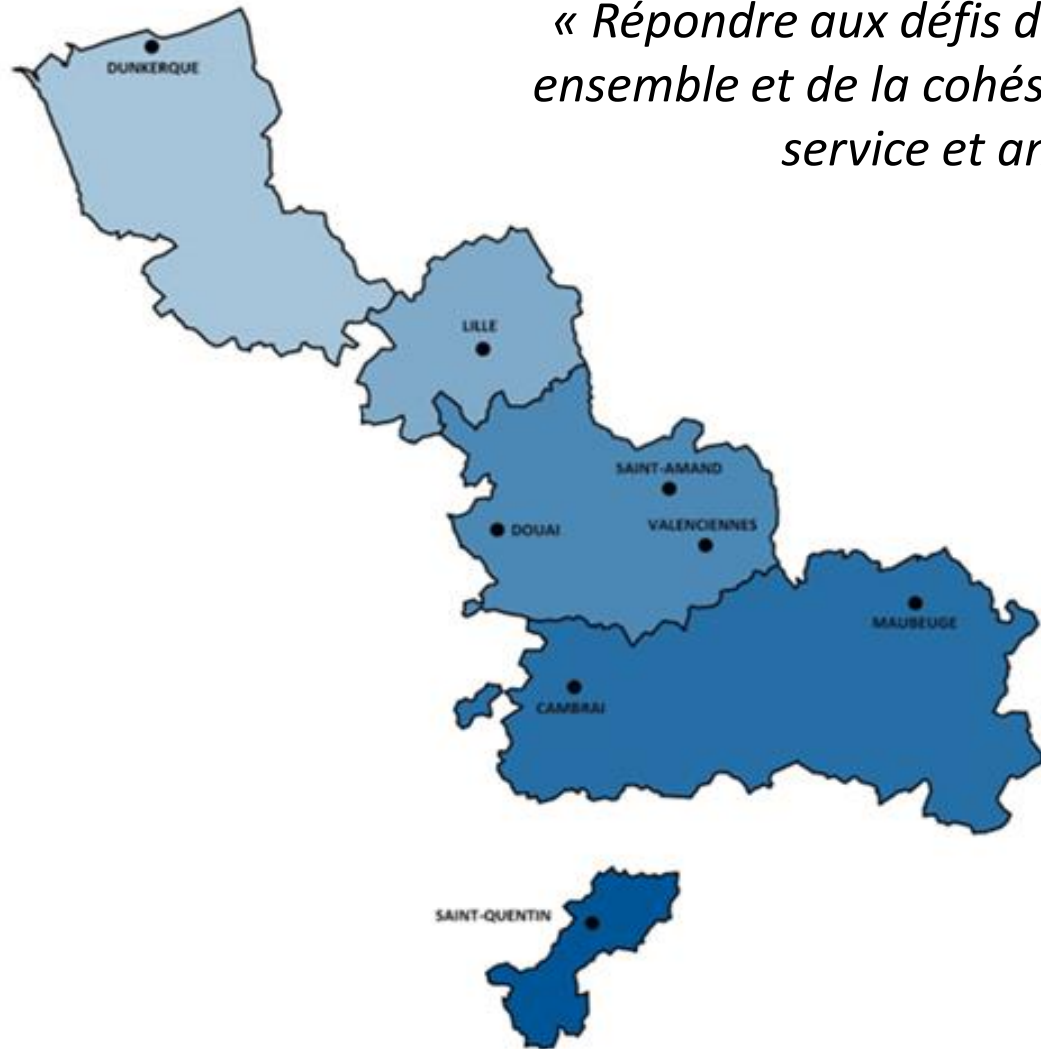 « Répondre aux défis d
ensemble et de la cohés
service et ar
DUNKERQUE
LILLE
SAINT-AMAND
VALENCIENNES
DOUAI
MAUBEUGE
CAMBRAI
SAINT-QUENTIN